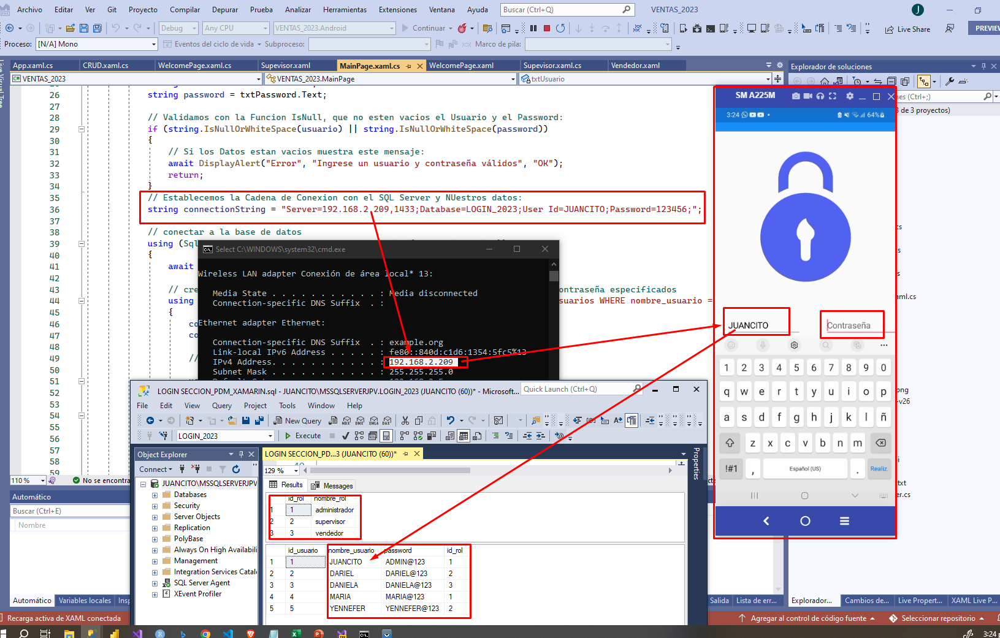 Archivo Editar Ver Git Proyecto Compilar Depurar Prueba Analizar Herramientas Extensiones Ventana Ayuda Buscar (Ctrl+Q) VENTAS_2023 J
Debug Any CPU VENTAS_2023.Android Continuar Live Share PREVIEW
Proceso: [N/A] Mono Eventos del ciclo de vida Subproceso: Marco de pila:
App.xaml.cs CRUD.xaml.cs WelcomePage.xaml.cs Supevisor.xaml MainPage.xaml.cs WelcomePage.xaml Supevisor.xaml.cs Vendedor.xaml
VENTAS_2023 VENTAS_2023.MainPage txtUsuario
Live Visual Tree
26 string password = txtPassword.Text;
27
28 // Validamos con la Funcion IsNull, que no esten vacios el Usuario y el Password:
29 if (string.IsNullOrWhiteSpace(usuario) || string.IsNullOrWhiteSpace(password))
30 {
31 // Si los Datos estan vacios muestra este mensaje:
32 await DisplayAlert("Error", "Ingrese un usuario y contraseña válidos", "OK");
33 return;
34 }
35 // Establecemos la Cadena de Conexion con el SQL Server y NUestros datos:
36 string connectionString = "Server=192.168.2.209,1433;Database=LOGIN_2023;User Id=JUANCITO;Password=123456;";
37
38 // conectar a la base de datos
39 using (Sql
40 {
41 await
42
43 // cre ontraseña especificados
44 using suarios WHERE nombre_usuario =
45 {
46 co
47 co
48
49 //
50
51
52
53
54
55
56
57
58
59
110 % No se encontra
Automático
Buscar (Ctrl+E)
Nombre
Automático Variables locales Insp
Recarga activa de XAML conectada
Select C:\WINDOWS\system32\cmd.exe
Wireless LAN adapter Conexión de área local* 13:
Media State . . . . . . . . . . . : Media disconnected
Connection-specific DNS Suffix . :
Ethernet adapter Ethernet:
Connection-specific DNS Suffix . : example.org
Link-local IPv6 Address . . . . . : fe80::840d:c1d6:1354:5fc5%13
IPv4 Address. . . . . . . . . . . : 192.168.2.209
Subnet Mask . . . . . . . . . . . : 255.255.255.0
LOGIN SECCION_PDM_XAMARIN.sql - JUANCITO\MSSQLSERVERJPV.LOGIN_2023 (JUANCITO (60))* - Microsoft... Quick Launch (Ctrl+Q)
File Edit View Query Project Tools Window Help
New Query MDX DMX XMLA DAX
LOGIN_2023 Execute
Object Explorer
Connect
JUANCITO\MSSQLSERVERJPV
Databases
Security
Server Objects
Replication
PolyBase
Always On High Availabili
Management
Integration Services Catal
SQL Server Agent
XEvent Profiler
LOGIN SECCION_PD...3 (JUANCITO (60))*
129 %
Results Messages
id_rol nombre_rol
1 1 administrador
2 2 supervisor
3 3 vendedor
id_usuario nombre_usuario password id_rol
1 1 JUANCITO ADMIN@123 1
2 2 DARIEL DARIEL@123 2
3 3 DANIELA DANIELA@123 3
4 4 MARIA MARIA@123 1
5 5 YENNEFER YENNEFER@123 2
Properties
Explorador de soluciones
nes (Ctrl+;)
3 de 3 proyectos)
cs
s
s
aml.cs
ong
-v26
i
txt
er.cs
SM A225M
3:24 64%
JUANCITO Contraseña
1 2 3 4 5 6 7 8 9 0
q w e r t y u i o p
a s d f g h j k l ñ
z x c v b n m
!#1 , Español (US) . Realiz.
Salida Lista de err... Explorador... Cambios de... Live Propert... XAML Live P...
Agregar al control de código fuente Seleccionar repositorio
3:24